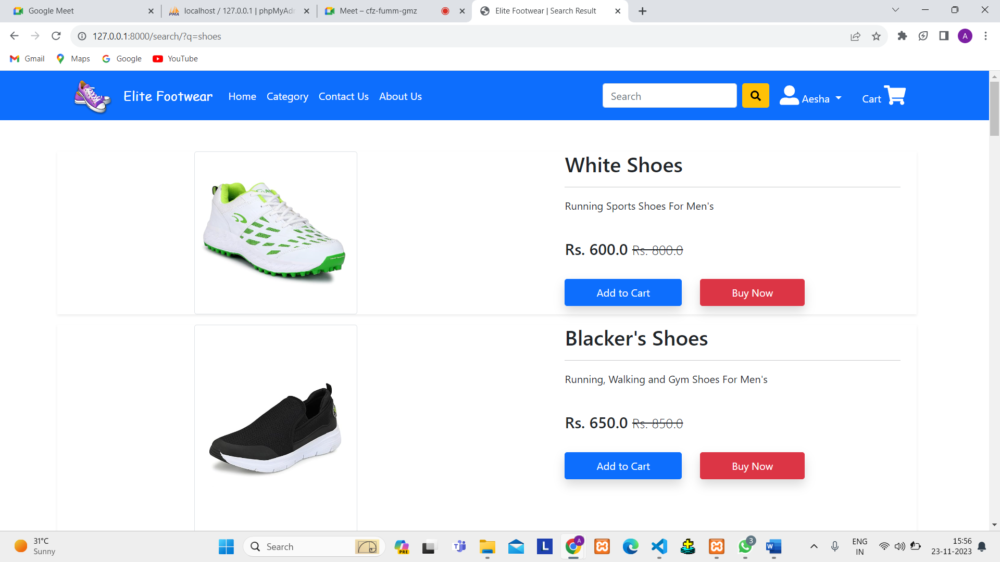 Google Meet
localhost / 127.0.0.1 | phpMyAdr
Meet – cfz-fumm-gmz
Elite Footwear | Search Result
127.0.0.1:8000/search/?q=shoes
A
Gmail
Maps
Google
YouTube
Elite Footwear
Home
Category
Contact Us
About Us
Search
Aesha
Cart
White Shoes
Running Sports Shoes For Men's
Rs. 600.0 Rs. 800.0
Add to Cart
Buy Now
Blacker's Shoes
Running, Walking and Gym Shoes For Men's
Rs. 650.0 Rs. 850.0
Add to Cart
Buy Now
31°C
Sunny
Search
PRE
L
A
3
W
ENG
IN
15:56
23-11-2023